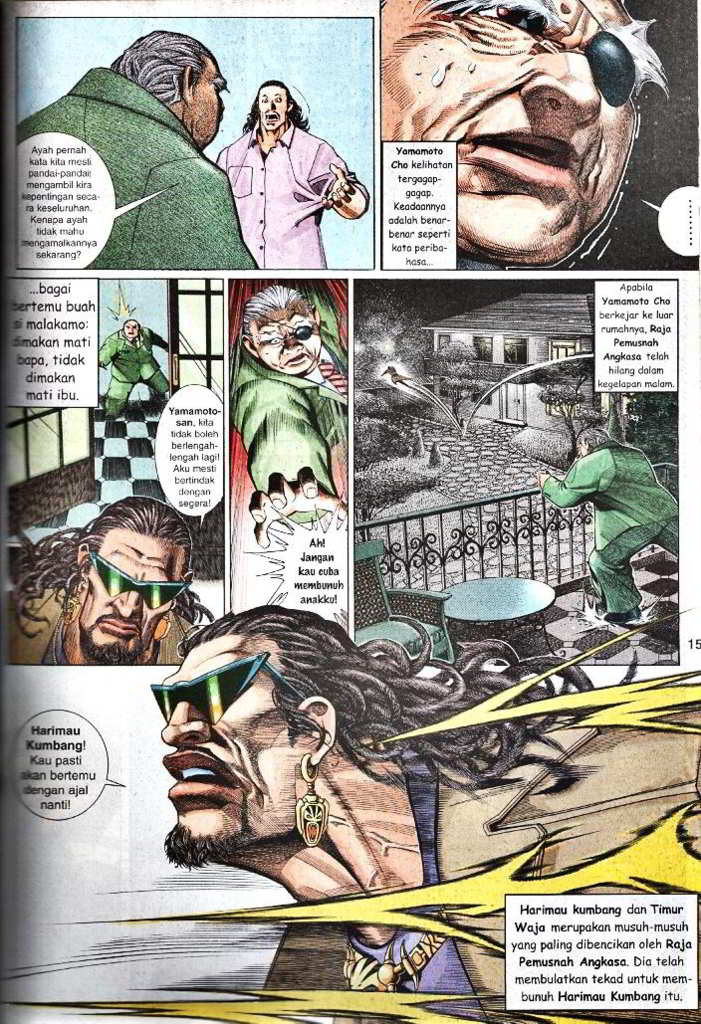 Ayah pernah
kata kita mesti
pandai-pandai
mengambil kira
kepentingan seca-
ra keseluruhan.
Kenapa ayah
tidak mahu
mengamalkannya
sekarang?
Yamamoto
Cho kelihatan
tergagap-
gagap.
Keadaannya
adalah benar-
benar seperti
kata periba-
hasa...
........
...bagai
bertemu buah
si malakamo:
dimakan mati
bapa, tidak
dimakan
mati ibu.
Yamamoto-
san, kita
tidak boleh
berlengah-
lengah lagi!
Aku mesti
bertindak
dengan
segera!
Ah!
Jangan
kau cuba
membunuh
anakku!
Apabila
Yamamoto Cho
berkejar ke luar
rumahnya, Raja
Pemusnah
Angkasa telah
hilang dalam
kegelapan malam.
15
Harimau
Kumbang!
Kau pasti
akan bertemu
dengan ajal
nanti!
Harimau kumbang dan Timur
Waja merupakan musuh-musuh
yang paling dibencikan oleh Raja
Pemusnah Angkasa. Dia telah
membulatkan tekad untuk mem-
bunuh Harimau Kumbang itu.